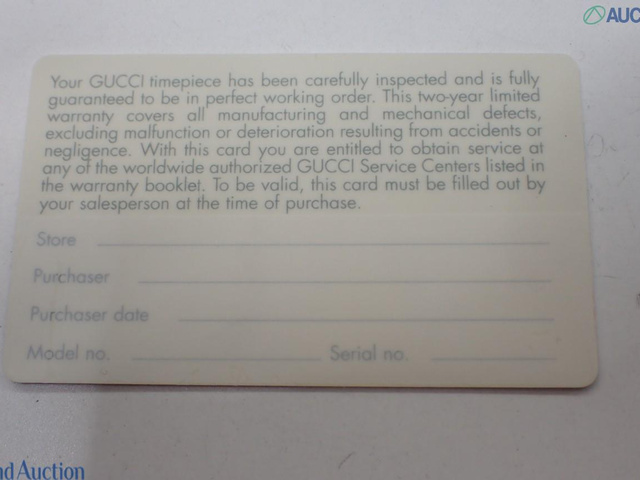 AUC
Your GUCCI timepiece has been carefully inspected and is fully
guaranteed to be in perfect working order. This two-year limited
warranty covers all manufacturing and mechanical defects,
excluding malfunction or deterioration resulting from accidents or
negligence. With this card you are entitled to obtain service at
any of the worldwide authorized GUCCI Service Centers listed in
the warranty booklet. To be valid, this card must be filled out by
your salesperson at the time of purchase.
Store
Purchaser
Purchaser date
Model no. Serial no.
nd Auction